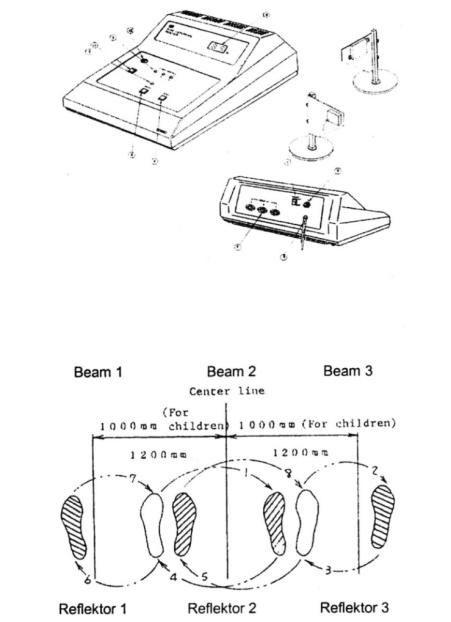 Beam 1 Beam 2 Beam 3
Center line
(For
1000mm children) 1000mm (For children)
1200mm 1200mm
7 1 8 2
6 4 5 3
Reflektor 1 Reflektor 2 Reflektor 3